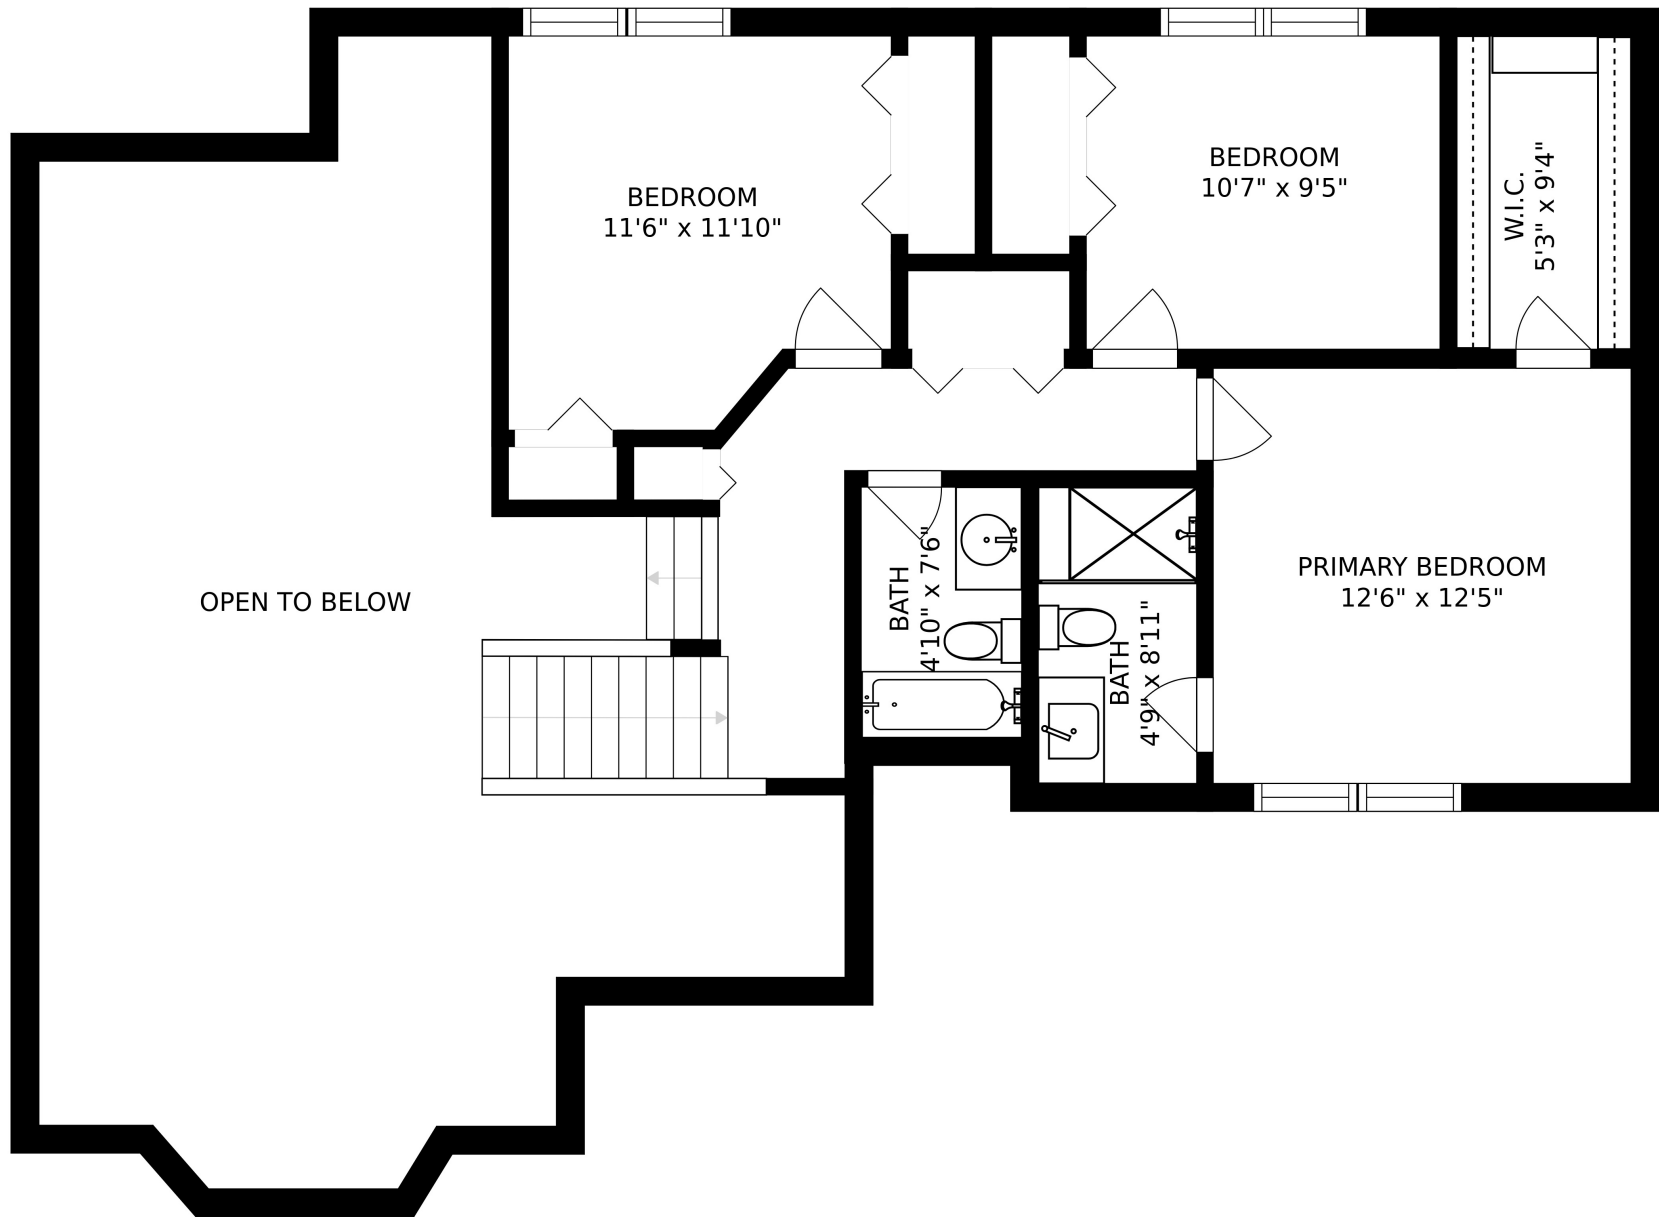 BEDROOM
11'6" x 11'10"
BEDROOM
10'7" x 9'5"
W.I.C.
5'3" x 9'4"
OPEN TO BELOW
BATH
4'10" x 7'6"
BATH
4'9" x 8'11"
PRIMARY BEDROOM
12'6" x 12'5"